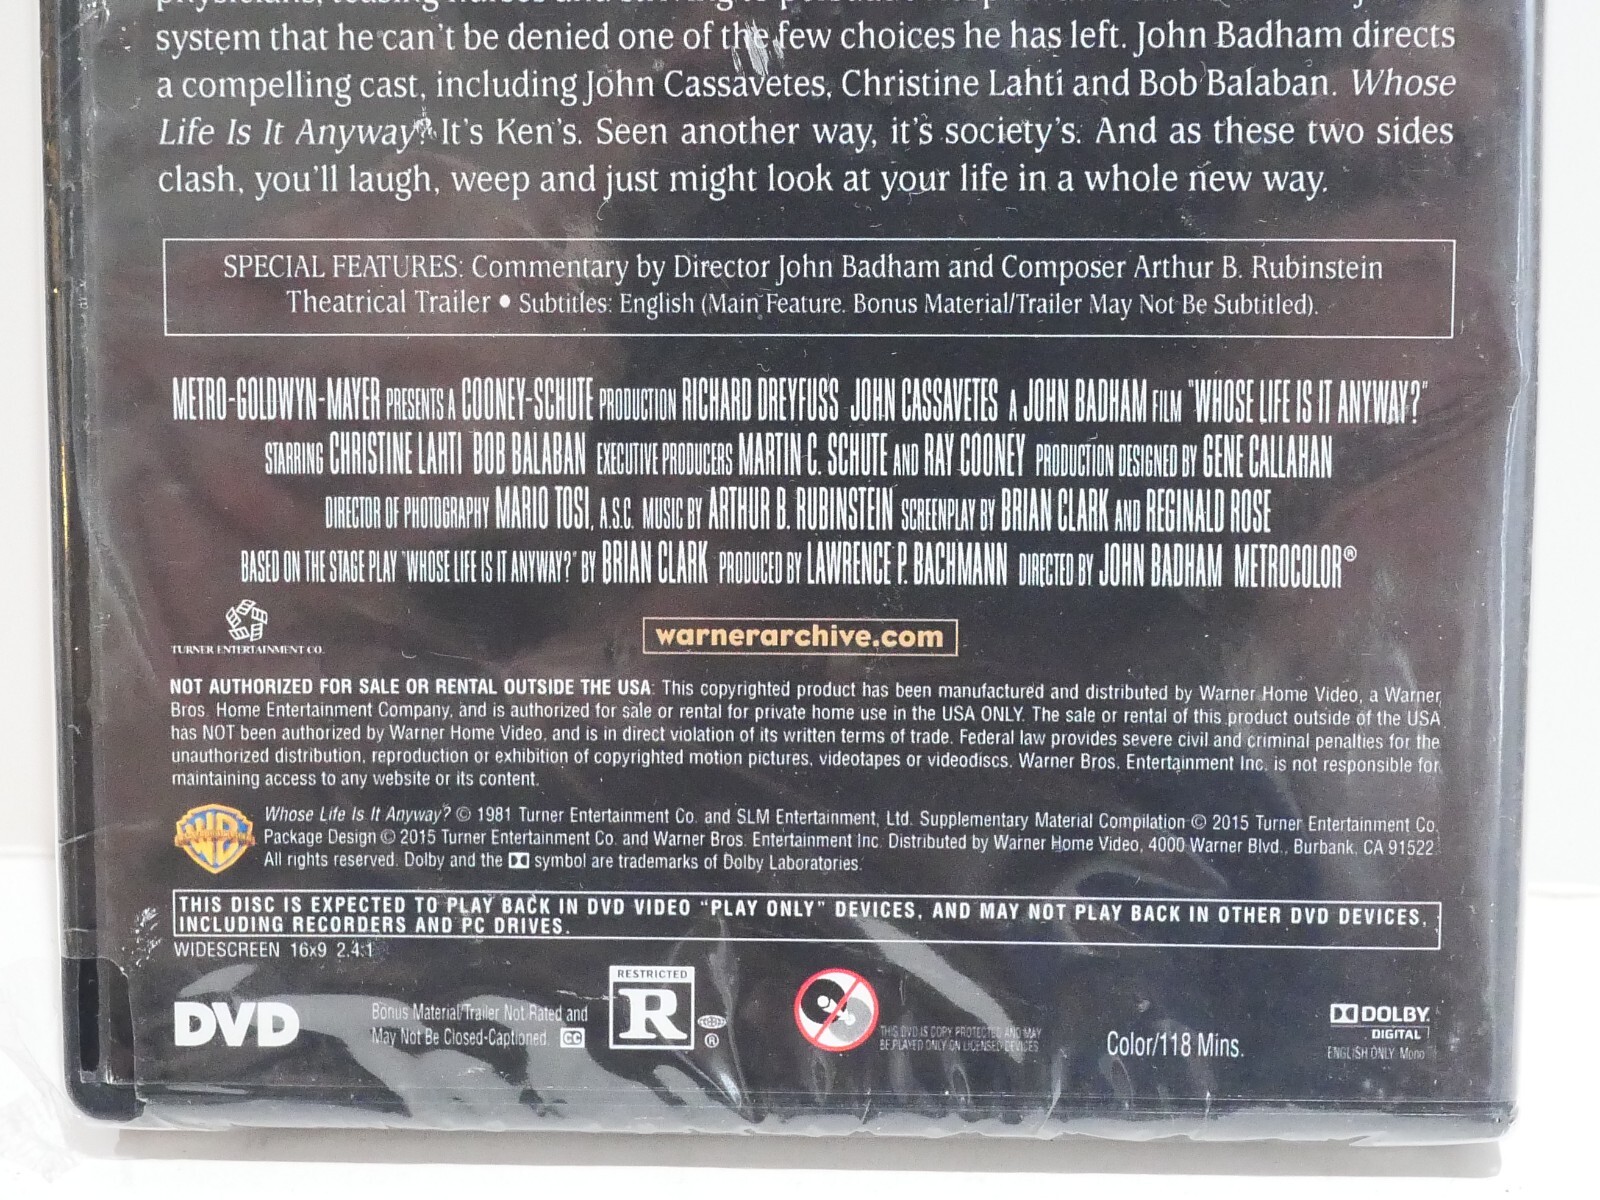 system that he can't be denied one of the few choices he has left. John Badham directs
a compelling cast, including John Cassavetes, Christine Lahti and Bob Balaban. Whose
Life Is It Anyway? It's Ken's. Seen another way, it's society's. And as these two sides
clash, you'll laugh, weep and just might look at your life in a whole new way.
SPECIAL FEATURES: Commentary by Director John Badham and Composer Arthur B. Rubinstein
Theatrical Trailer • Subtitles: English (Main Feature. Bonus Material/Trailer May Not Be Subtitled).
METRO-GOLDWYN-MAYER PRESENTS A COONEY-SCHUTE PRODUCTION RICHARD DREYFUSS JOHN CASSAVETES A JOHN BADHAM FILM "WHOSE LIFE IS IT ANYWAY?"
STARRING CHRISTINE LAHTI BOB BALABAN EXECUTIVE PRODUCERS MARTIN C. SCHUTE AND RAY COONEY PRODUCTION DESIGNED BY GENE CALLAHAN
DIRECTOR OF PHOTOGRAPHY MARIO TOSI, A.S.C. MUSIC BY ARTHUR B. RUBINSTEIN SCREENPLAY BY BRIAN CLARK AND REGINALD ROSE
BASED ON THE STAGE PLAY "WHOSE LIFE IS IT ANYWAY?" BY BRIAN CLARK PRODUCED BY LAWRENCE P. BACHMANN DIRECTED BY JOHN BADHAM METROCOLOR®
TURNER ENTERTAINMENT CO.
warnerarchive.com
NOT AUTHORIZED FOR SALE OR RENTAL OUTSIDE THE USA: This copyrighted product has been manufactured and distributed by Warner Home Video, a Warner
Bros. Home Entertainment Company, and is authorized for sale or rental for private home use in the USA ONLY. The sale or rental of this product outside of the USA
has NOT been authorized by Warner Home Video, and is in direct violation of its written terms of trade. Federal law provides severe civil and criminal penalties for the
unauthorized distribution, reproduction or exhibition of copyrighted motion pictures, videotapes or videodiscs. Warner Bros. Entertainment Inc. is not responsible for
maintaining access to any website or its content.
WB
Whose Life Is It Anyway? © 1981 Turner Entertainment Co. and SLM Entertainment, Ltd. Supplementary Material Compilation © 2015 Turner Entertainment Co.
Package Design © 2015 Turner Entertainment Co. and Warner Bros. Entertainment Inc. Distributed by Warner Home Video, 4000 Warner Blvd., Burbank, CA 91522.
All rights reserved. Dolby and the symbol are trademarks of Dolby Laboratories.
THIS DISC IS EXPECTED TO PLAY BACK IN DVD VIDEO "PLAY ONLY" DEVICES, AND MAY NOT PLAY BACK IN OTHER DVD DEVICES,
INCLUDING RECORDERS AND PC DRIVES.
WIDESCREEN 16x9 2.4:1
DVD
Bonus Material/Trailer Not Rated and
May Not Be Closed-Captioned. CC
RESTRICTED
R ®
THIS DVD IS COPY PROTECTED AND MAY
BE PLAYED ONLY ON LICENSED DEVICES
Color/118 Mins.
DOLBY
DIGITAL
ENGLISH ONLY: Mono